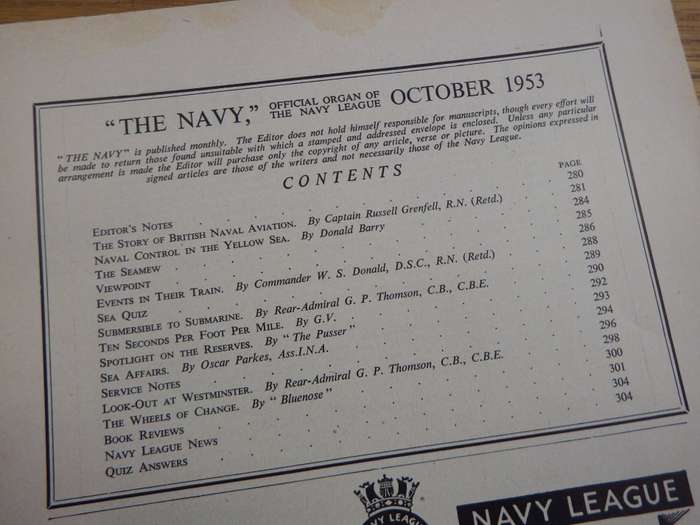 "THE NAVY," OFFICIAL ORGAN OF THE NAVY LEAGUE OCTOBER 1953
"THE NAVY" is published monthly. The Editor does not hold himself responsible for manuscripts, though every effort will
be made to return those found unsuitable with which a stamped and addressed envelope is enclosed. Unless any particular
arrangement is made the Editor will purchase only the copyright of any article, verse or picture. The opinions expressed in
signed articles are those of the writers and not necessarily those of the Navy League.
CONTENTS
PAGE
EDITOR'S NOTES 280
THE STORY OF BRITISH NAVAL AVIATION. By Captain Russell Grenfell, R.N. (Retd.) 281
NAVAL CONTROL IN THE YELLOW SEA. By Donald Barry 284
THE SEAMEW 285
VIEWPOINT 286
EVENTS IN THEIR TRAIN. By Commander W. S. Donald, D.S.C., R.N. (Retd.) 288
SEA QUIZ 289
SUBMERSIBLE TO SUBMARINE. By Rear-Admiral G. P. Thomson, C.B., C.B.E. 290
TEN SECONDS PER FOOT PER MILE. By G.V. 292
SPOTLIGHT ON THE RESERVES. By "The Pusser" 293
SEA AFFAIRS. By Oscar Parkes, Ass.I.N.A. 294
SERVICE NOTES 296
LOOK-OUT AT WESTMINSTER. By Rear-Admiral G. P. Thomson, C.B., C.B.E. 298
THE WHEELS OF CHANGE. By "Bluenose" 300
BOOK REVIEWS 301
NAVY LEAGUE NEWS 304
QUIZ ANSWERS 304
NAVY LEAGUE
NAVY LEAGUE